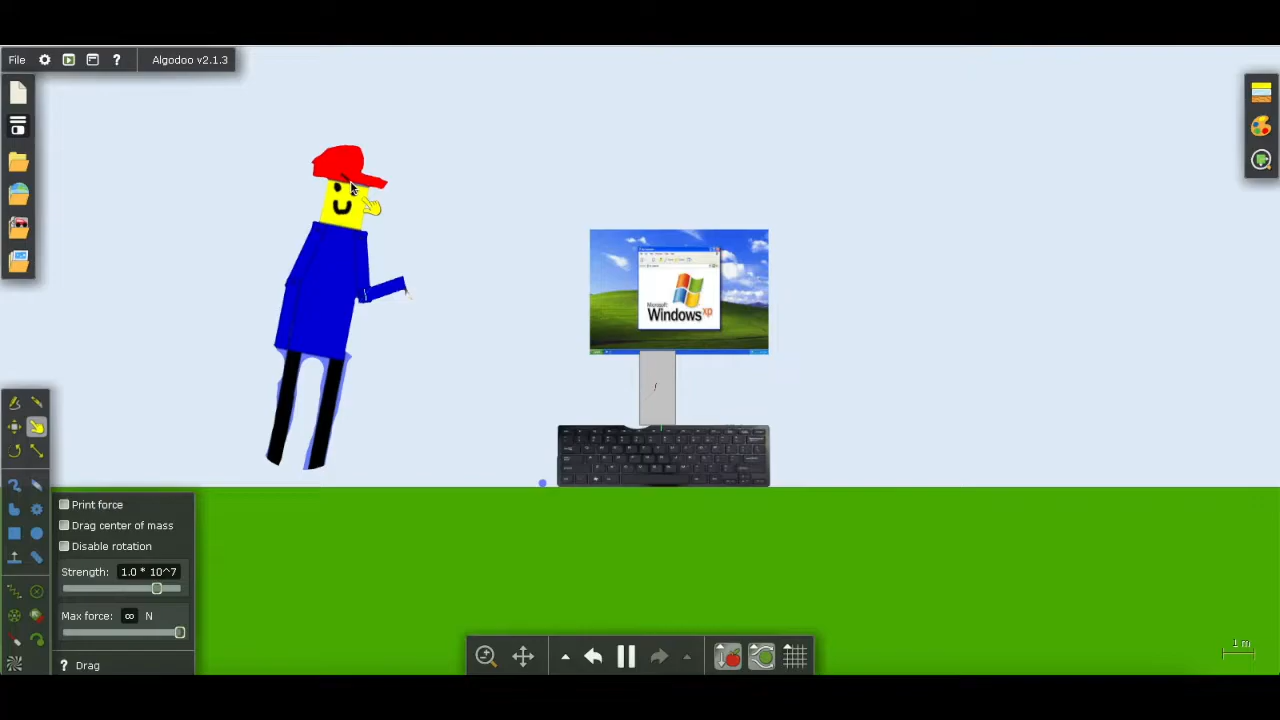 File
?
Algodoo v2.1.3
Microsoft
Windows xp
Print force
Drag center of mass
Disable rotation
Strength: 1.0 * 10^7
Max force: ∞ N
? Drag
1 m